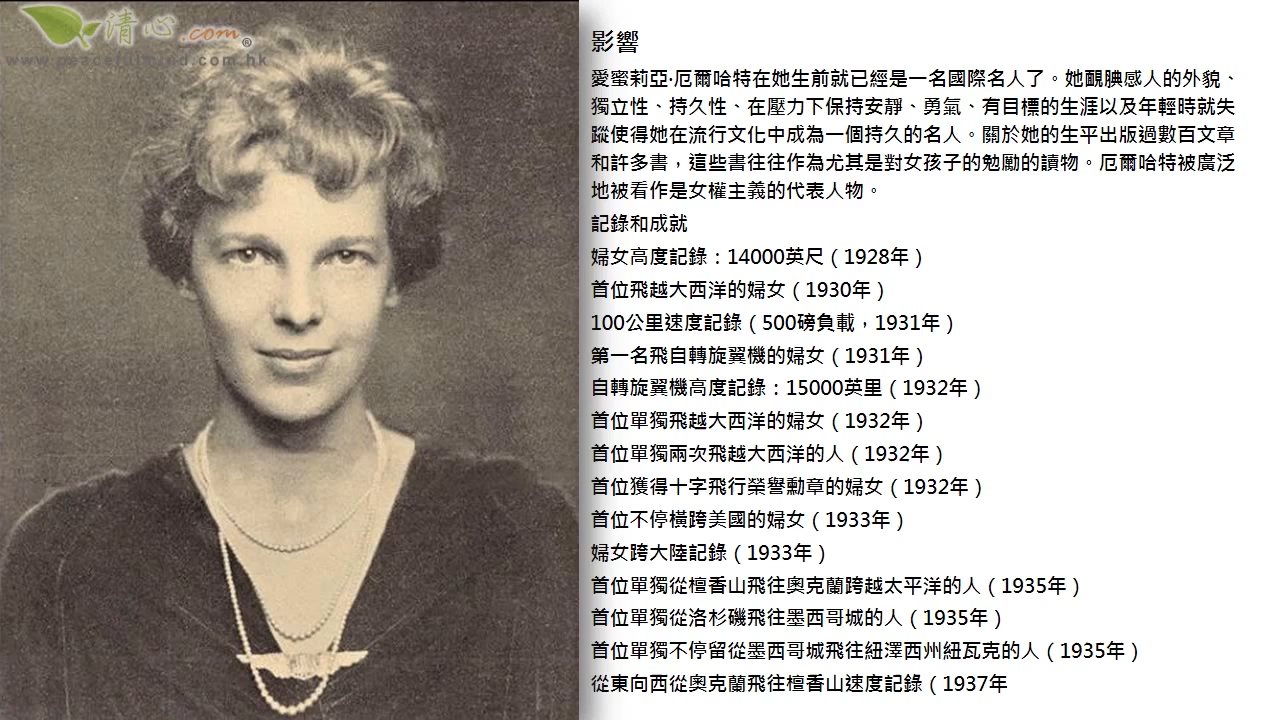 清心.com®
www.peacefulmind.com.hk
影響
愛蜜莉亞·厄爾哈特在她生前就已經是一名國際名人了。她靦腆感人的外貌、
獨立性、持久性、在壓力下保持安靜、勇氣、有目標的生涯以及年輕時就失
蹤使得她在流行文化中成為一個持久的名人。關於她的生平出版過數百文章
和許多書，這些書往往作為尤其是對女孩子的勉勵的讀物。厄爾哈特被廣泛
地被看作是女權主義的代表人物。
記錄和成就
婦女高度記錄：14000英尺（1928年）
首位飛越大西洋的婦女（1930年）
100公里速度記錄（500磅負載，1931年）
第一名飛自轉旋翼機的婦女（1931年）
自轉旋翼機高度記錄：15000英里（1932年）
首位單獨飛越大西洋的婦女（1932年）
首位單獨兩次飛越大西洋的人（1932年）
首位獲得十字飛行榮譽勳章的婦女（1932年）
首位不停橫跨美國的婦女（1933年）
婦女跨大陸記錄（1933年）
首位單獨從檀香山飛往奧克蘭跨越太平洋的人（1935年）
首位單獨從洛杉磯飛往墨西哥城的人（1935年）
首位單獨不停留從墨西哥城飛往紐澤西州紐瓦克的人（1935年）
從東向西從奧克蘭飛往檀香山速度記錄（1937年